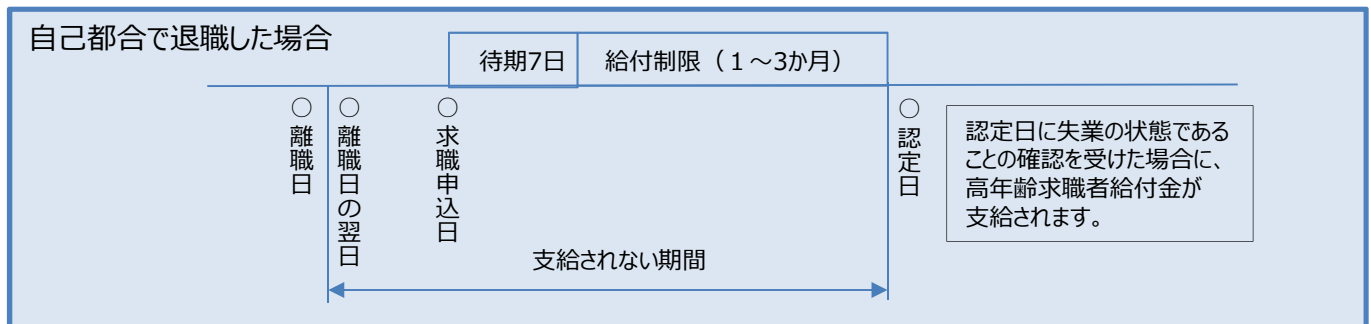 自己都合で退職した場合
待期7日
給付制限（１～3か月）
○離職日
○離職日の翌日
○求職申込日
○認定日
認定日に失業の状態である
ことの確認を受けた場合に、
高年齢求職者給付金が
支給されます。
支給されない期間